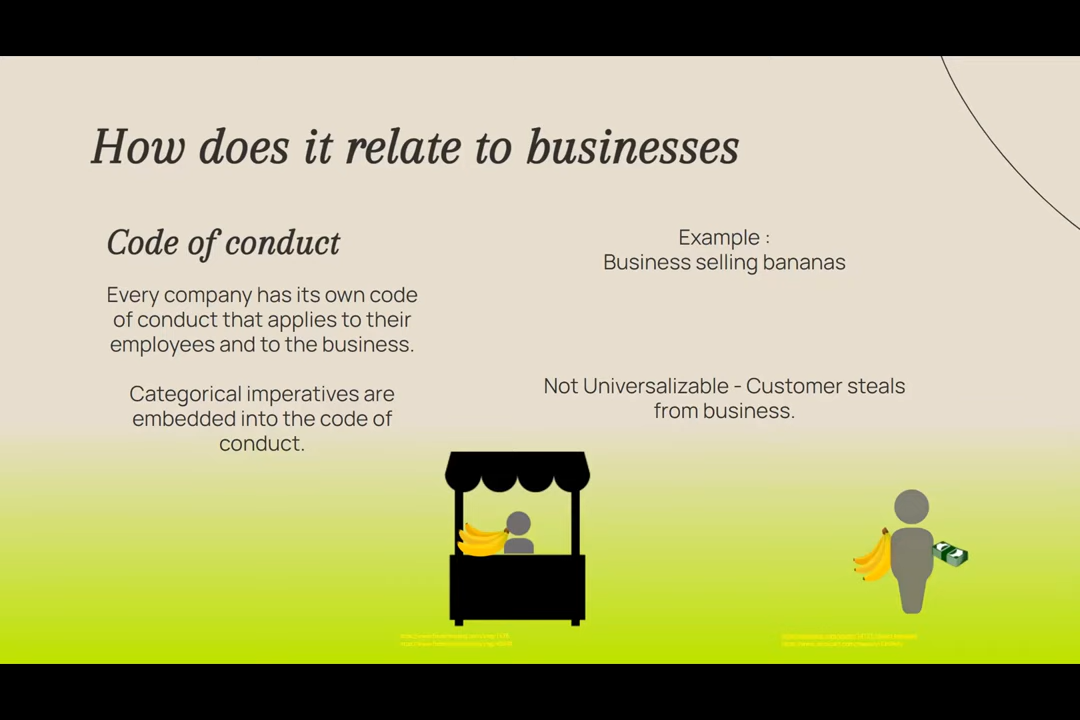 How does it relate to businesses
Code of conduct
Every company has its own code
of conduct that applies to their
employees and to the business.
Categorical imperatives are
embedded into the code of
conduct.
Example :
Business selling bananas
Not Universalizable - Customer steals
from business.